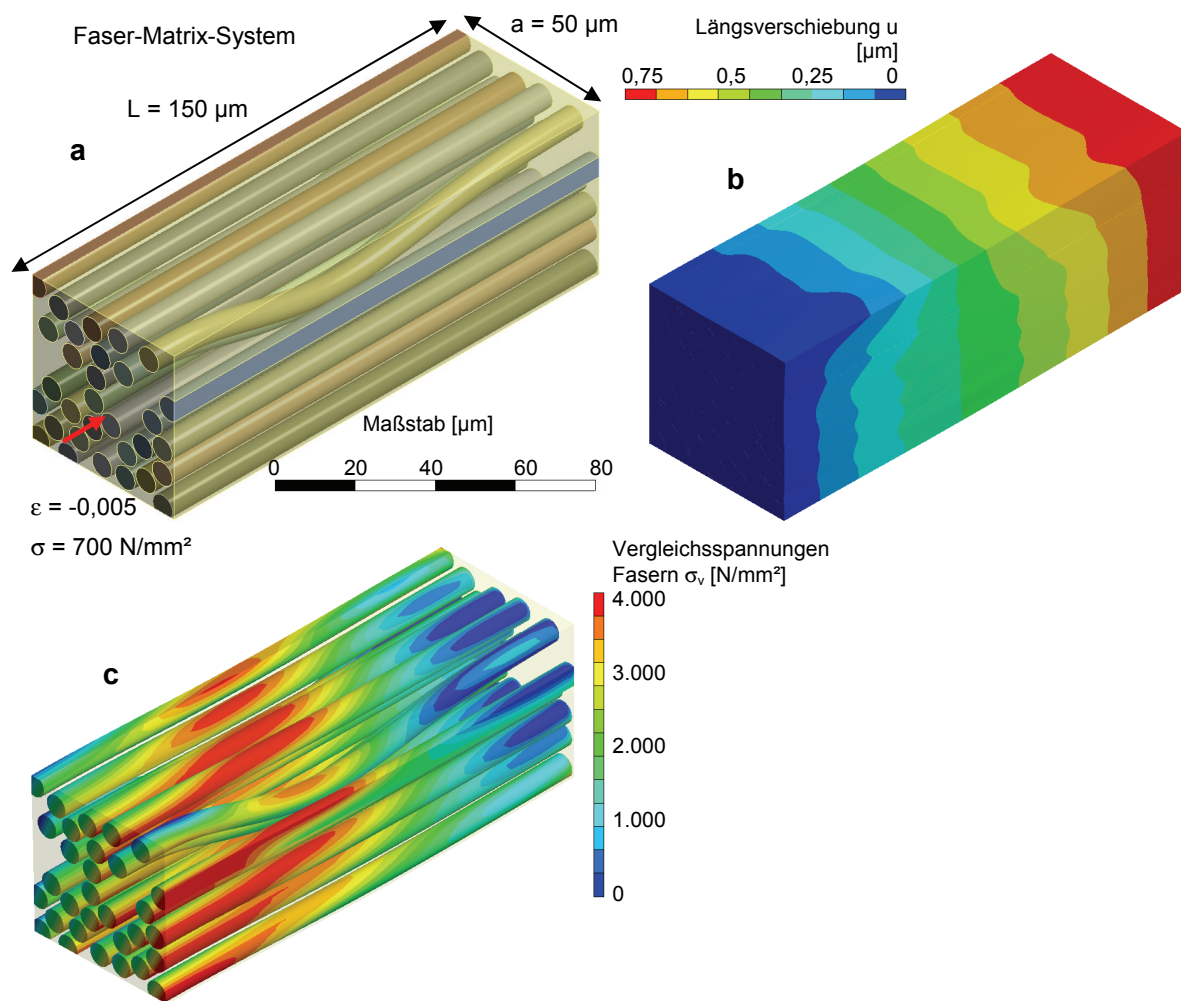 Faser-Matrix-System
a = 50 µm
L = 150 µm
a
Längsverschiebung u
[µm]
0,75 0,5 0,25 0
b
Maßstab [µm]
0 20 40 60 80
ε = -0,005
σ = 700 N/mm²
Vergleichsspannungen
Fasern σᵥ [N/mm²]
4.000
3.000
2.000
1.000
0
c